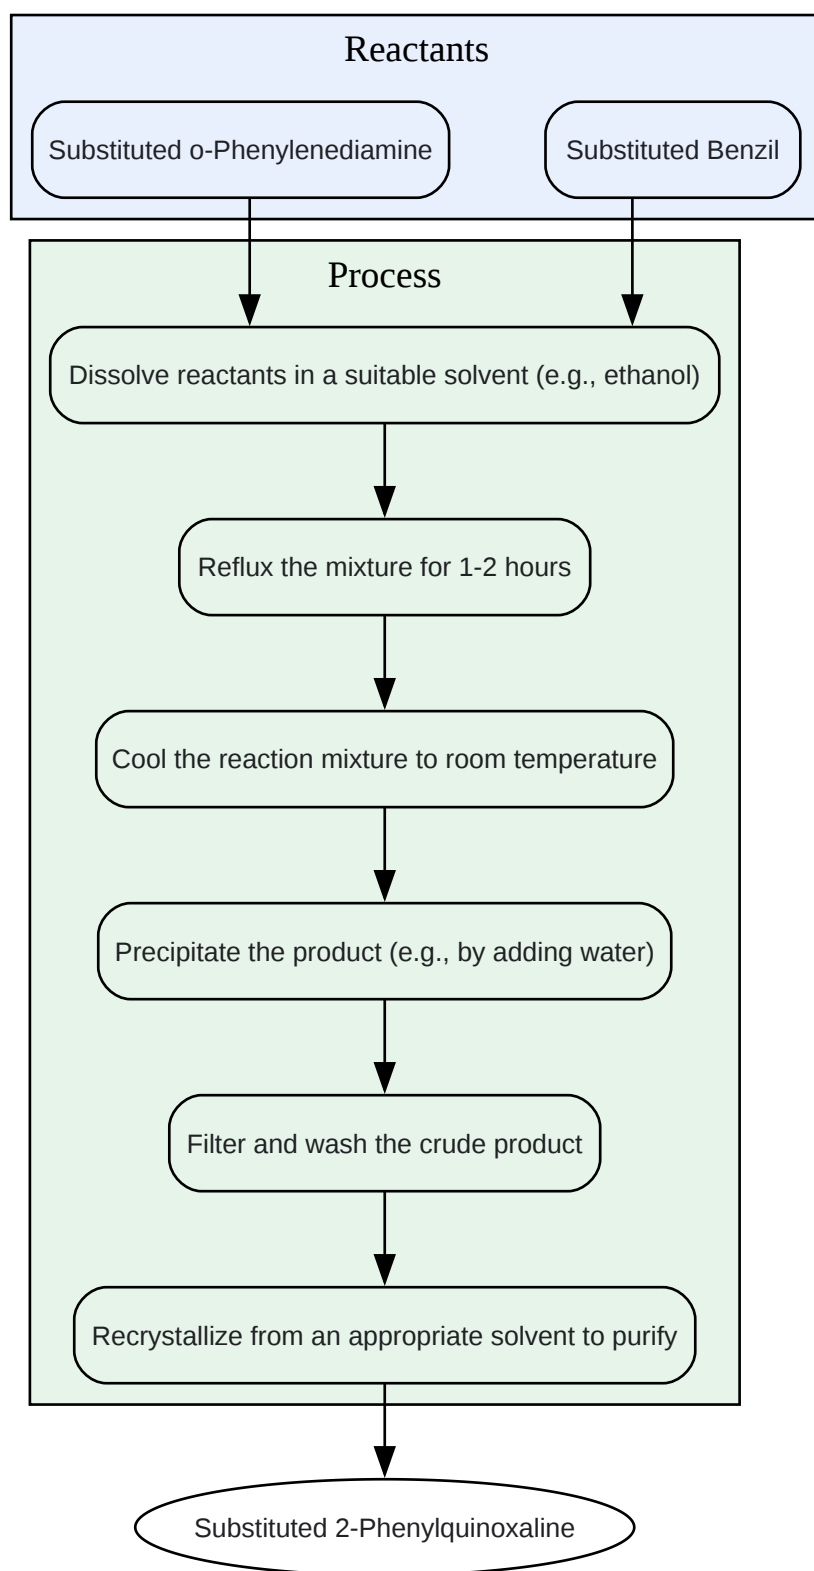 Reactants
Substituted o-Phenylenediamine
Substituted Benzil
Process
Dissolve reactants in a suitable solvent (e.g., ethanol)
Reflux the mixture for 1-2 hours
Cool the reaction mixture to room temperature
Precipitate the product (e.g., by adding water)
Filter and wash the crude product
Recrystallize from an appropriate solvent to purify
Substituted 2-Phenylquinoxaline